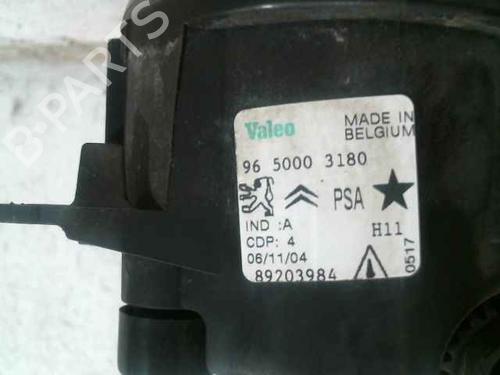 B-PARTS
Valeo
MADE IN
BELGIUM
96 5000 3180
PSA
IND :A
H11
CDP: 4
06/11/04
89203984
0517